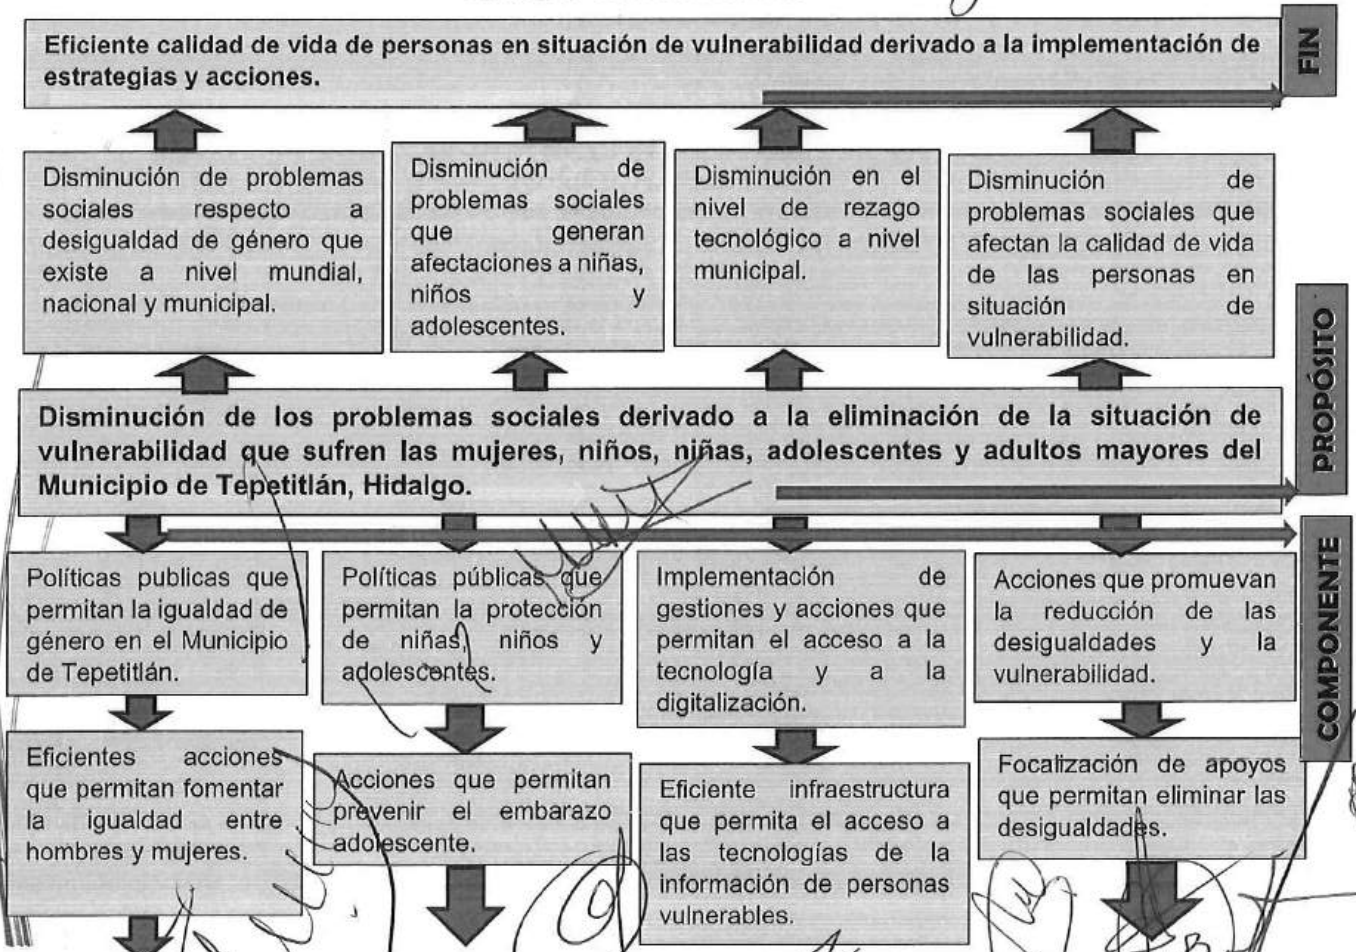 Eficiente calidad de vida de personas en situación de vulnerabilidad derivado a la implementación de
estrategias y acciones.
FIN
Disminución de problemas
sociales respecto a
desigualdad de género que
existe a nivel mundial,
nacional y municipal.
Disminución de
problemas sociales
que generan
afectaciones a niñas,
niños y
adolescentes.
Disminución en el
nivel de rezago
tecnológico a nivel
municipal.
Disminución de
problemas sociales que
afectan la calidad de vida
de las personas en
situación de
vulnerabilidad.
Disminución de los problemas sociales derivado a la eliminación de la situación de
vulnerabilidad que sufren las mujeres, niños, niñas, adolescentes y adultos mayores del
Municipio de Tepetitlán, Hidalgo.
PROPÓSITO
Políticas publicas que
permitan la igualdad de
género en el Municipio
de Tepetitlán.
Políticas públicas que
permitan la protección
de niñas, niños y
adolescentes.
Implementación de
gestiones y acciones que
permitan el acceso a la
tecnología y a la
digitalización.
Acciones que promuevan
la reducción de las
desigualdades y la
vulnerabilidad.
COMPONENTE
Eficientes acciones
que permitan fomentar
la igualdad entre
hombres y mujeres.
Acciones que permitan
prevenir el embarazo
adolescente.
Eficiente infraestructura
que permita el acceso a
las tecnologías de la
información de personas
vulnerables.
Focalización de apoyos
que permitan eliminar las
desigualdades.